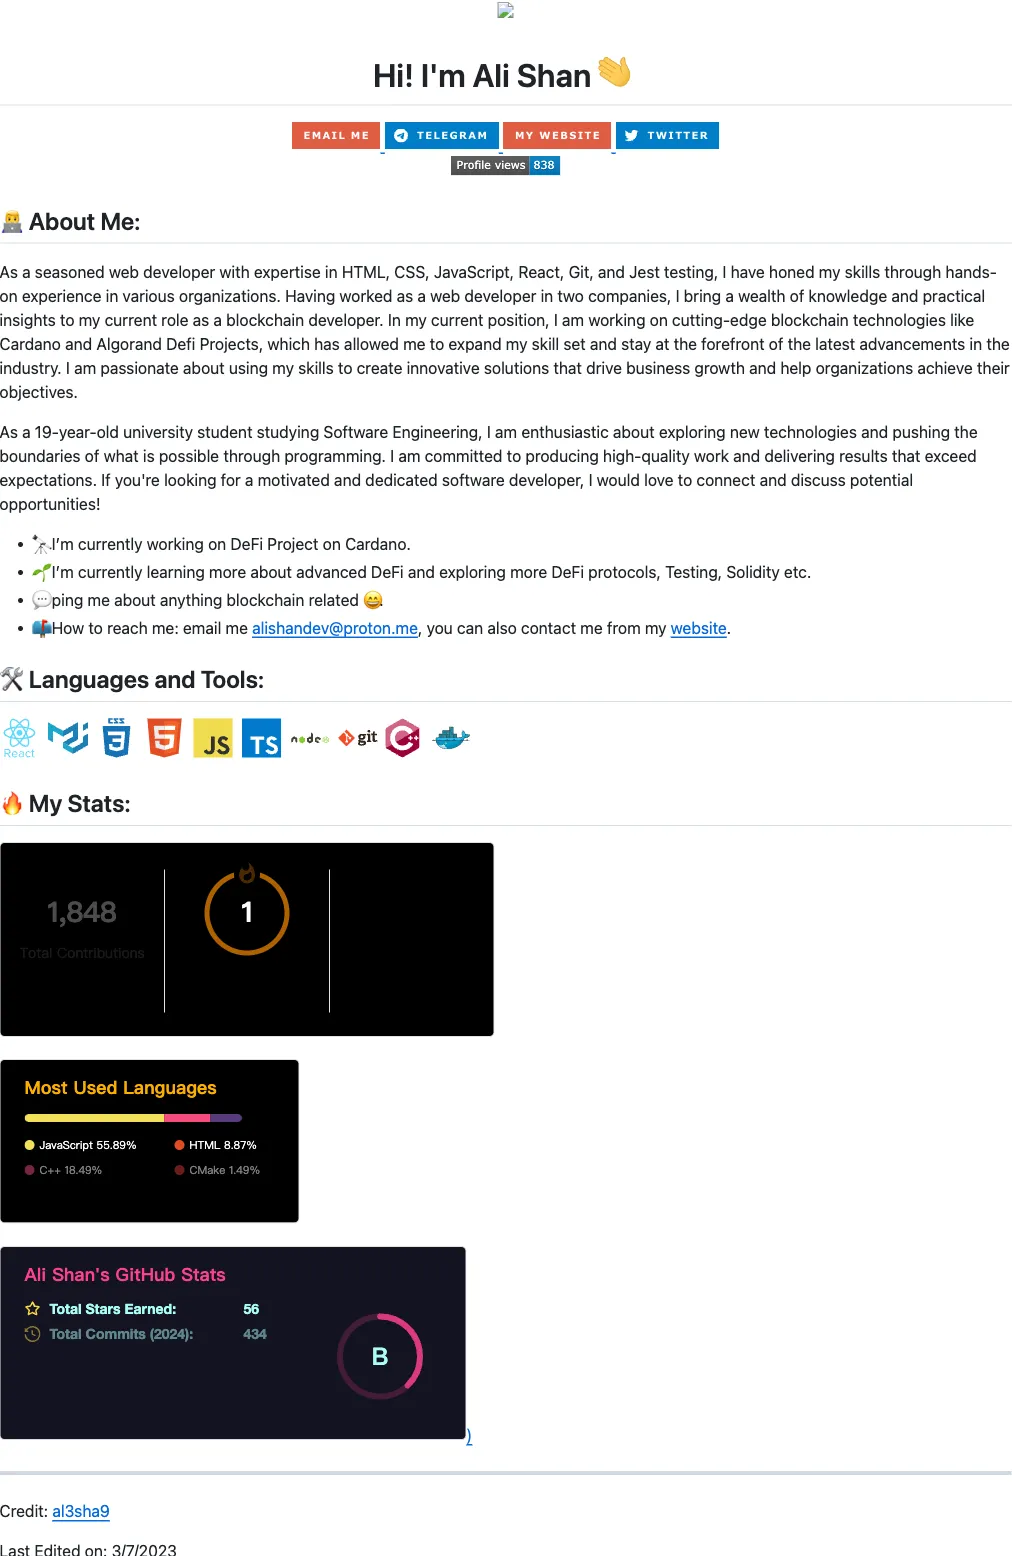 Hi! I'm Ali Shan 👋
EMAIL ME TELEGRAM MY WEBSITE TWITTER
Profile views 838
👨‍💻 About Me:
As a seasoned web developer with expertise in HTML, CSS, JavaScript, React, Git, and Jest testing, I have honed my skills through hands-
on experience in various organizations. Having worked as a web developer in two companies, I bring a wealth of knowledge and practical
insights to my current role as a blockchain developer. In my current position, I am working on cutting-edge blockchain technologies like
Cardano and Algorand Defi Projects, which has allowed me to expand my skill set and stay at the forefront of the latest advancements in the
industry. I am passionate about using my skills to create innovative solutions that drive business growth and help organizations achieve their
objectives.
As a 19-year-old university student studying Software Engineering, I am enthusiastic about exploring new technologies and pushing the
boundaries of what is possible through programming. I am committed to producing high-quality work and delivering results that exceed
expectations. If you're looking for a motivated and dedicated software developer, I would love to connect and discuss potential
opportunities!
• 🔭I’m currently working on DeFi Project on Cardano.
• 🌱I’m currently learning more about advanced DeFi and exploring more DeFi protocols, Testing, Solidity etc.
• 💬ping me about anything blockchain related 😄.
• 📫How to reach me: email me alishandev@proton.me, you can also contact me from my website.
🛠 Languages and Tools:
React CSS 3 5 JS TS node git C++
🔥 My Stats:
1,848
Total Contributions
1
Most Used Languages
JavaScript 55.89% HTML 8.87%
C++ 18.49% CMake 1.49%
Ali Shan's GitHub Stats
Total Stars Earned: 56
Total Commits (2024): 434
B
)
Credit: al3sha9
Last Edited on: 3/7/2023